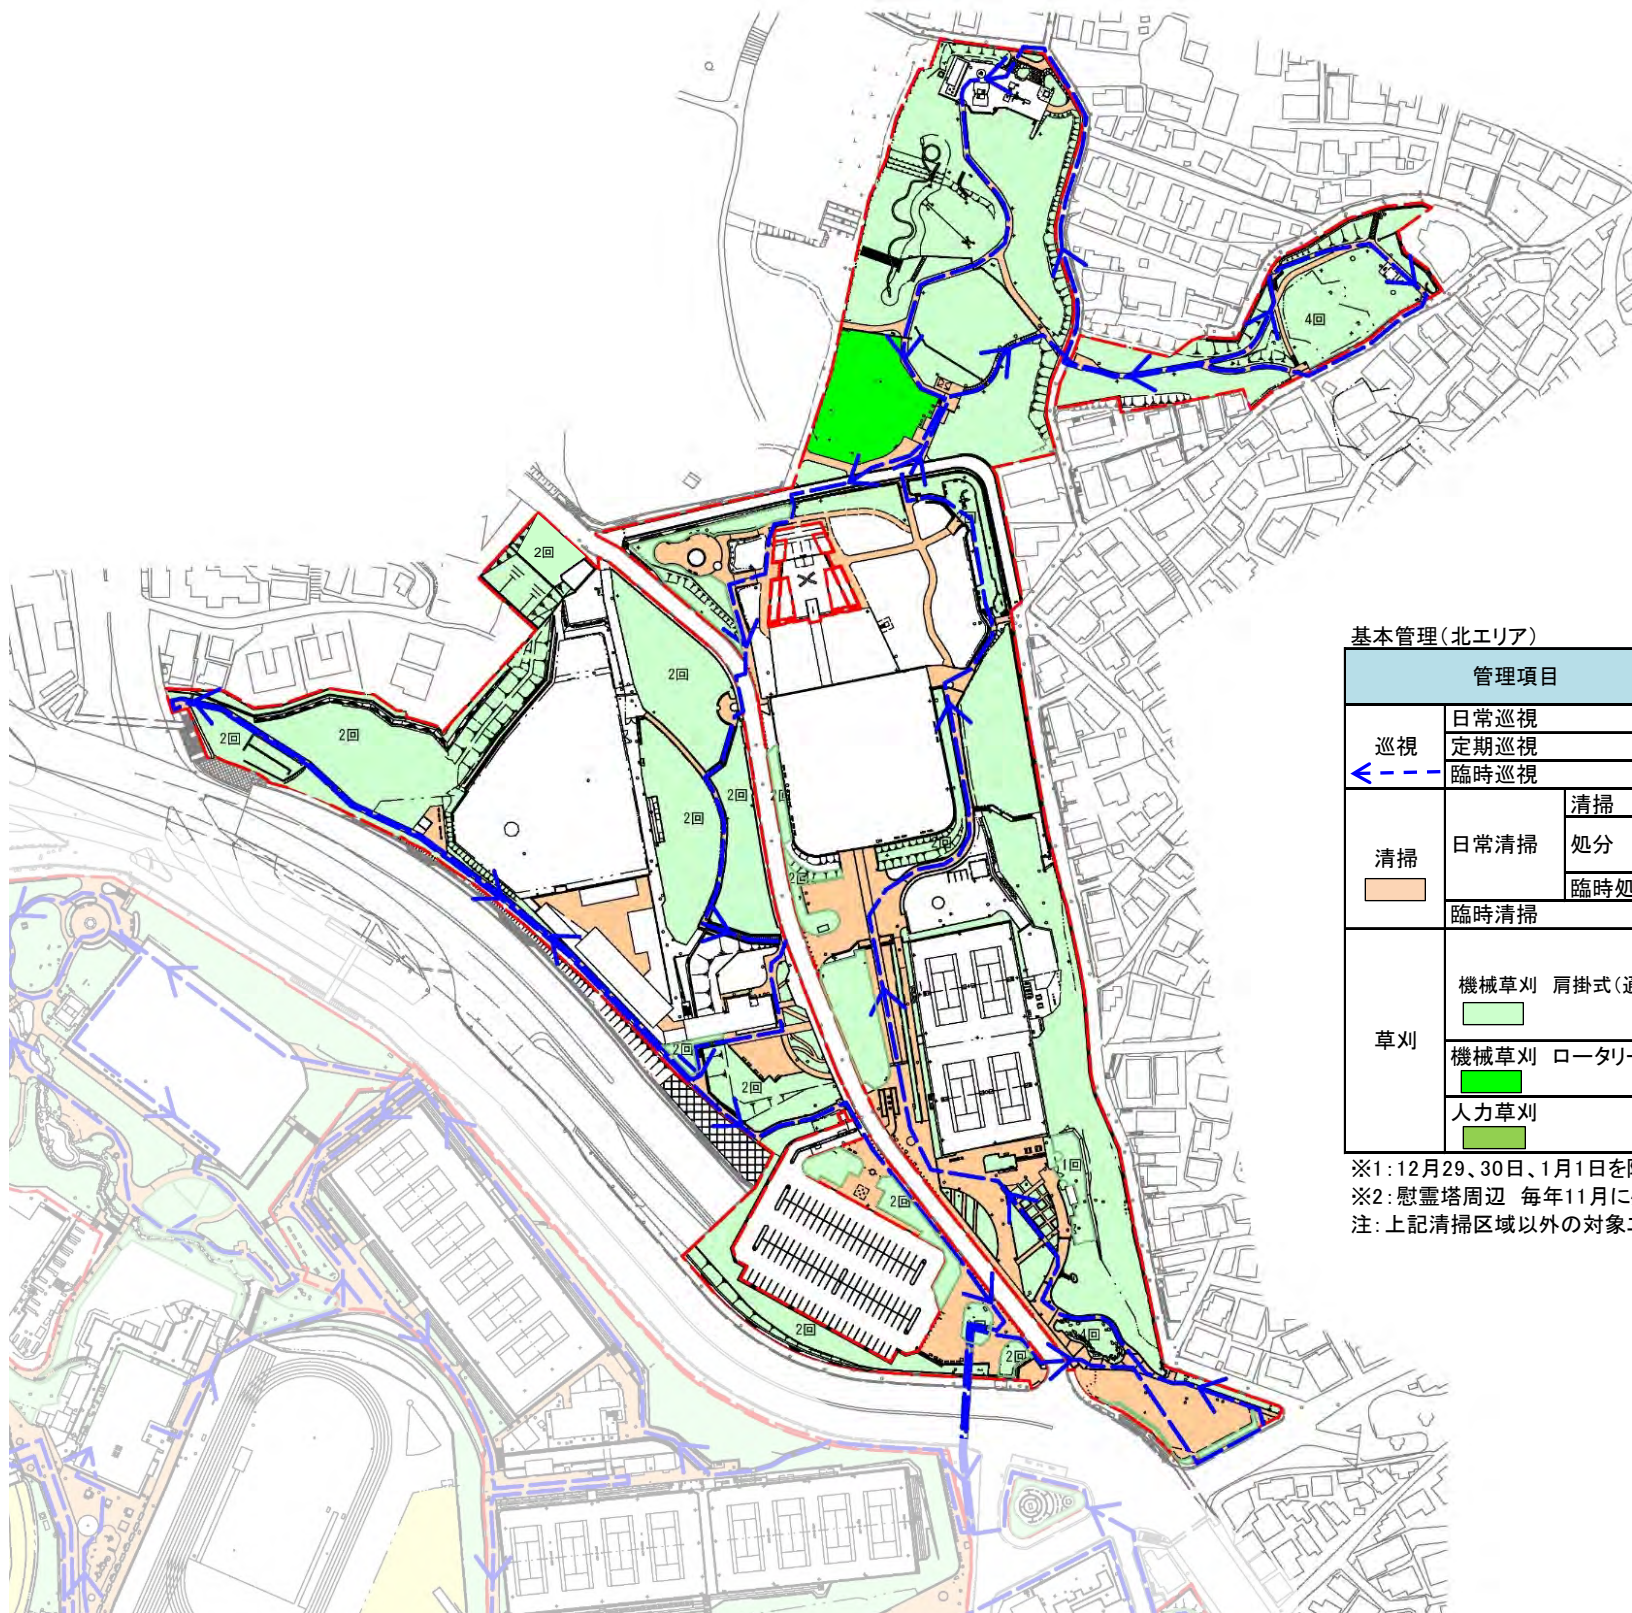 2回
4回
2回
2回
2回
2回
2回
2回
2回
2回
2回
2回
2回
1回
2回
2回
2回
基本管理(北エリア)
管理項目
巡視
日常巡視
定期巡視
臨時巡視
清掃
日常清掃
清掃
処分
臨時処
臨時清掃
草刈
機械草刈 肩掛式(通
機械草刈 ロータリー
人力草刈
※1:12月29、30日、1月1日を
※2:慰霊塔周辺 毎年11月に
注:上記清掃区域以外の対象